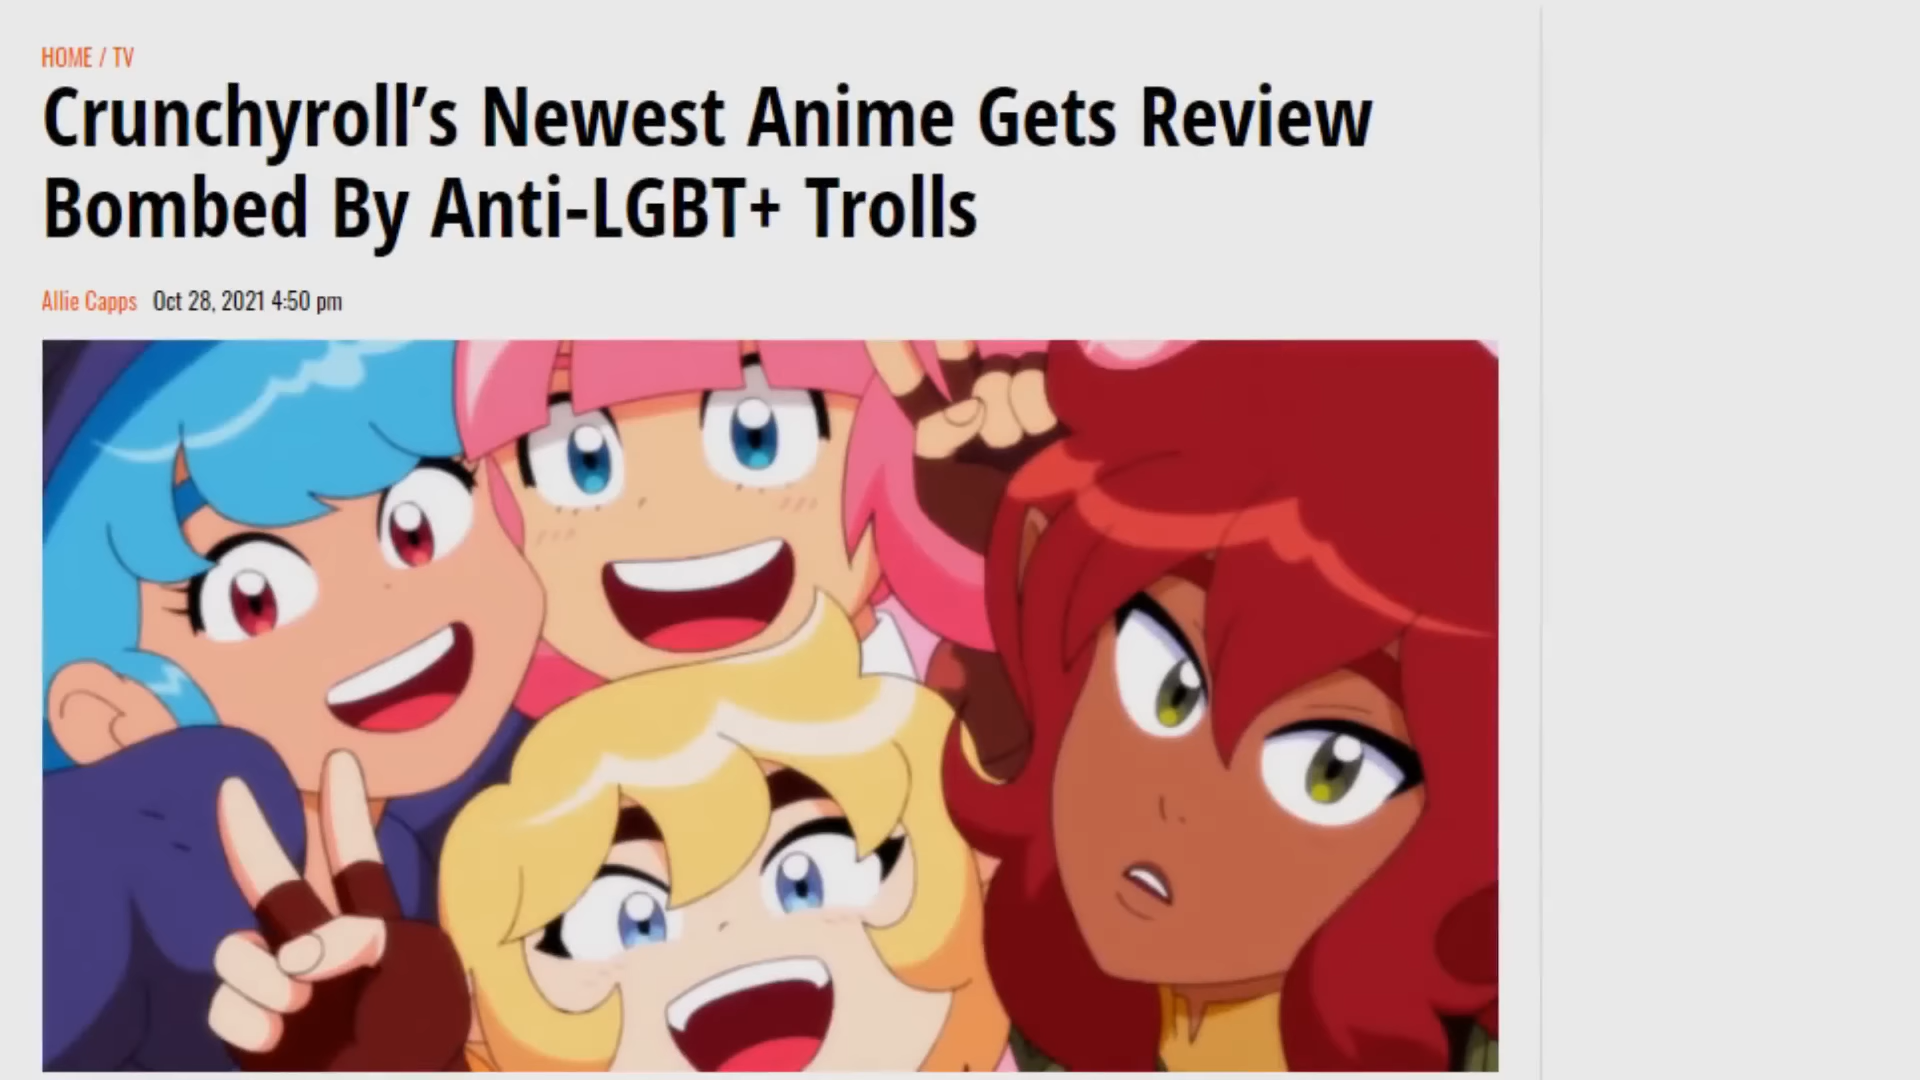 HOME / TV
Crunchyroll’s Newest Anime Gets Review
Bombed By Anti-LGBT+ Trolls
Allie Capps Oct 28, 2021 4:50 pm